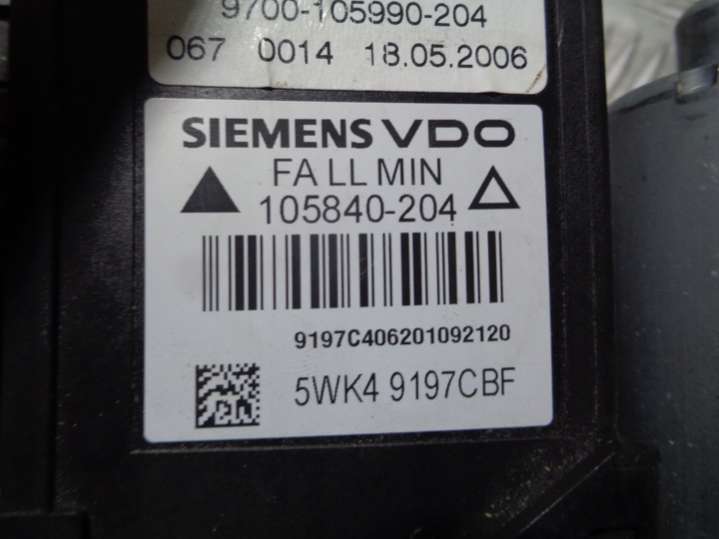 9700-105990-204
067 0014 18.05.2006
SIEMENS VDO
FA LL MIN
105840-204
9197C406201092120
5WK4 9197CBF